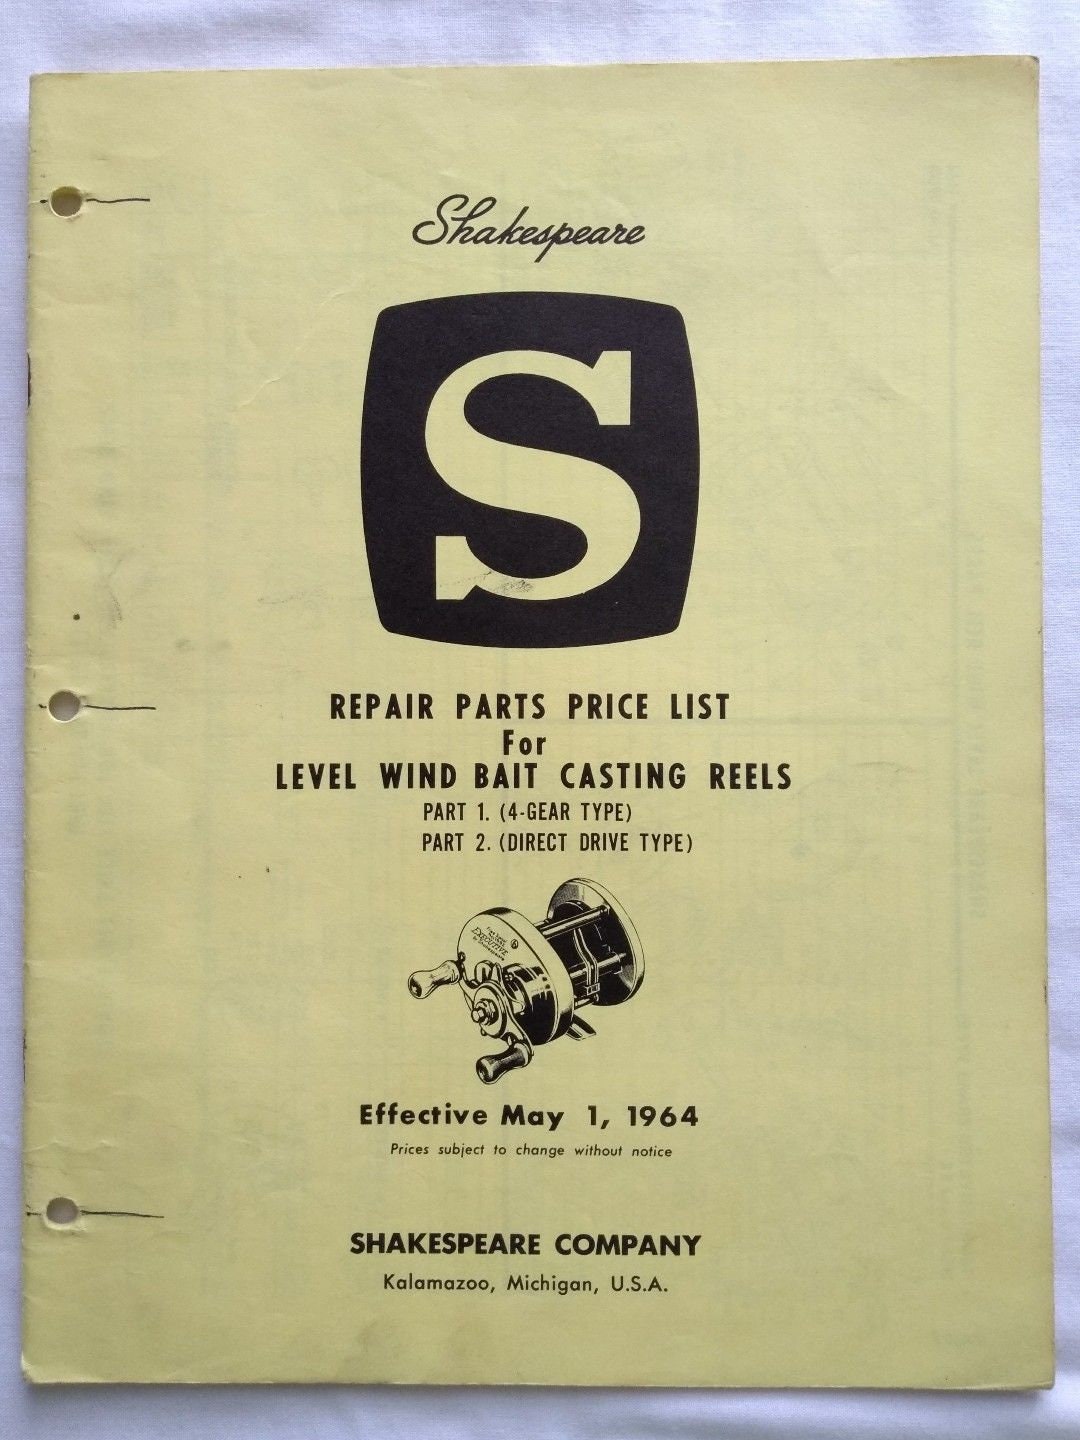 Shakespeare
S
REPAIR PARTS PRICE LIST
For
LEVEL WIND BAIT CASTING REELS
PART 1. (4-GEAR TYPE)
PART 2. (DIRECT DRIVE TYPE)
Effective May 1, 1964
Prices subject to change without notice
SHAKESPEARE COMPANY
Kalamazoo, Michigan, U.S.A.